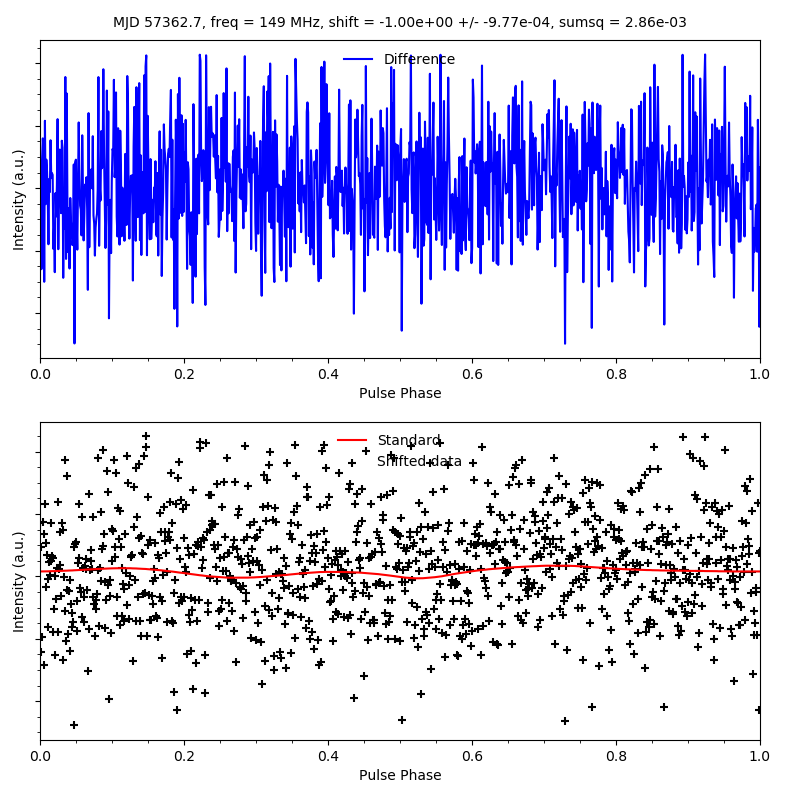 MJD 57362.7, freq = 149 MHz, shift = -1.00e+00 +/- -9.77e-04, sumsq = 2.86e-03
Difference
Intensity (a.u.)
0.0 0.2 0.4 0.6 0.8 1.0
Pulse Phase
Standard
Shifted data
Intensity (a.u.)
0.0 0.2 0.4 0.6 0.8 1.0
Pulse Phase